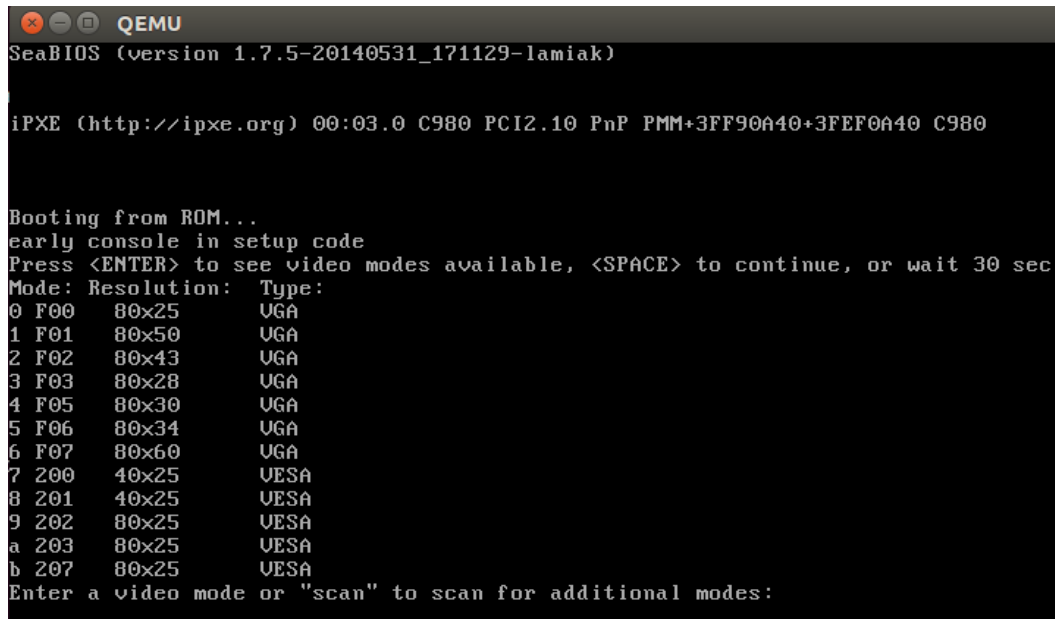 QEMU
SeaBIOS (version 1.7.5-20140531_171129-lamiak)
iPXE (http://ipxe.org) 00:03.0 C980 PCI2.10 PnP PMM+3FF90A40+3FEF0A40 C980
Booting from ROM...
early console in setup code
Press <ENTER> to see video modes available, <SPACE> to continue, or wait 30 sec
Mode: Resolution:  Type:
0 F00   80x25      VGA
1 F01   80x50      VGA
2 F02   80x43      VGA
3 F03   80x28      VGA
4 F05   80x30      VGA
5 F06   80x34      VGA
6 F07   80x60      VGA
7 200   40x25      VESA
8 201   40x25      VESA
9 202   80x25      VESA
a 203   80x25      VESA
b 207   80x25      VESA
Enter a video mode or "scan" to scan for additional modes: